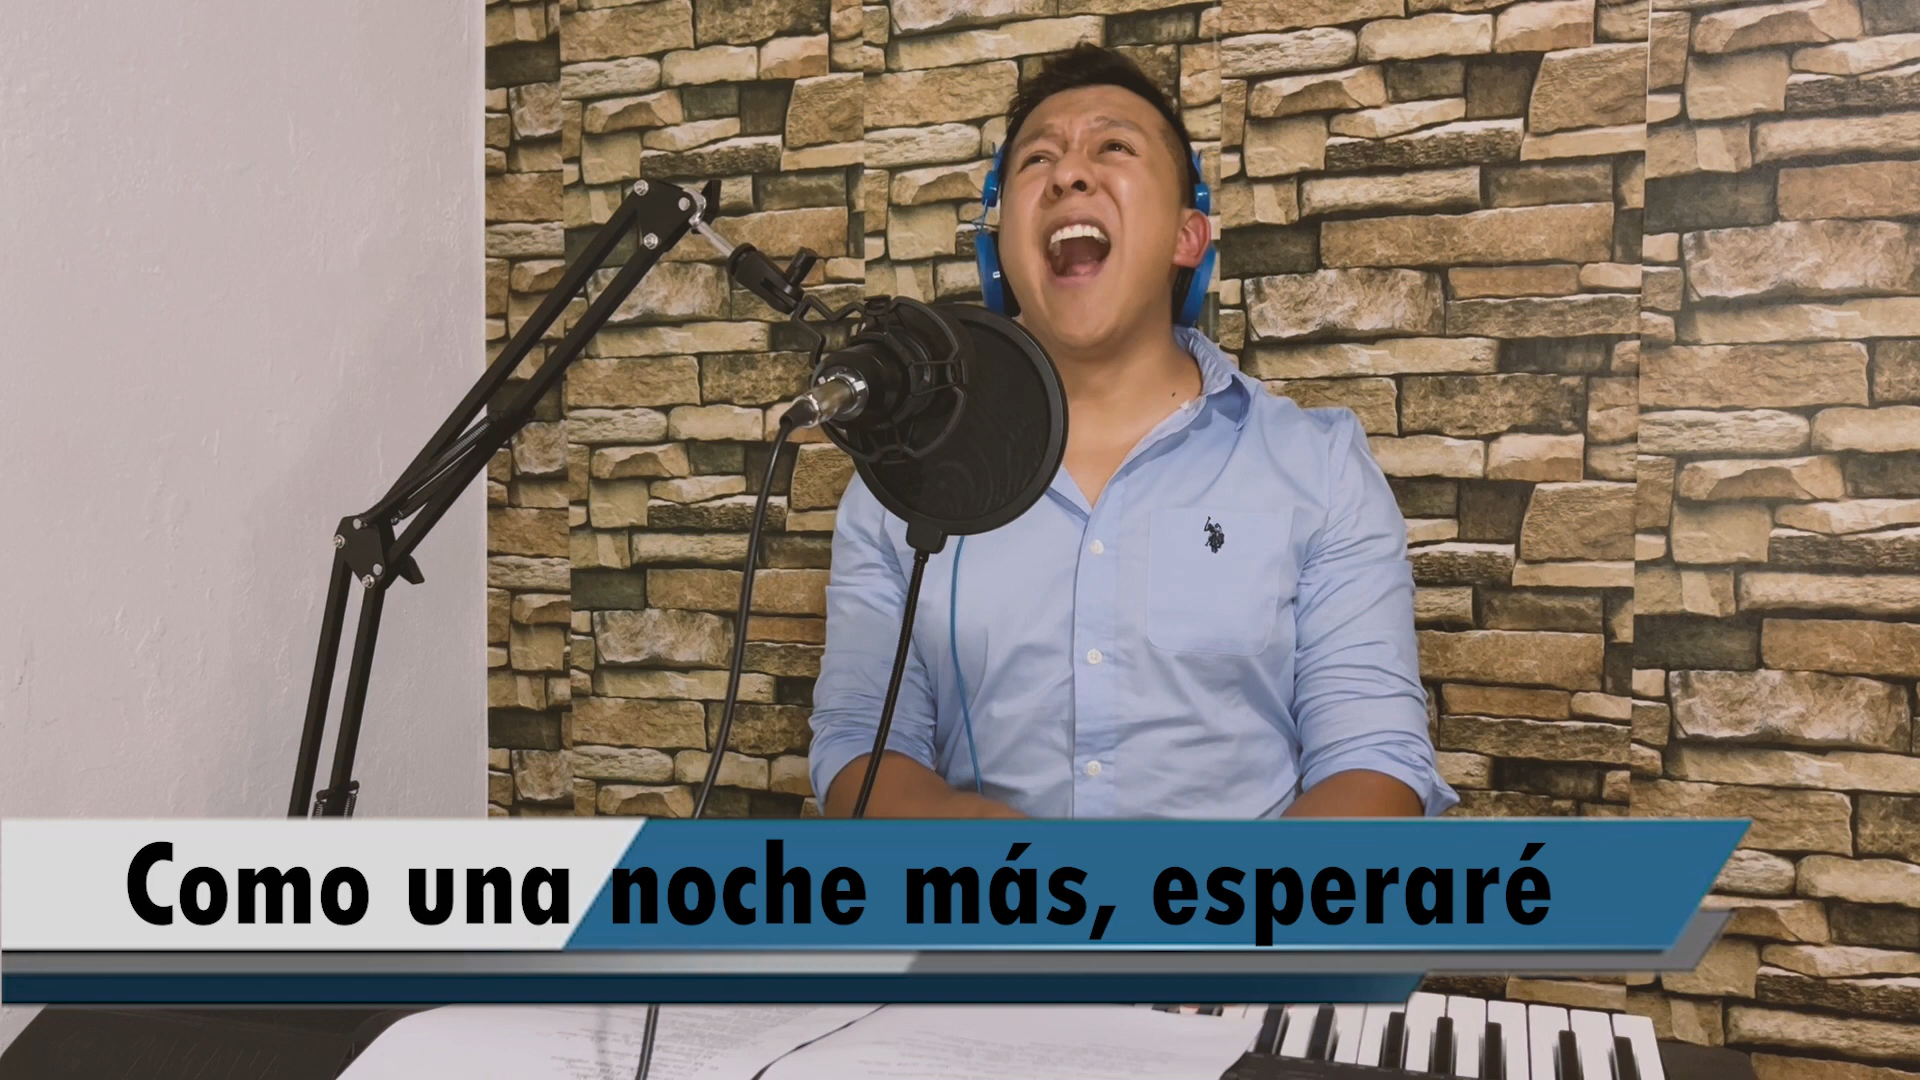 Como una noche más, esperaré